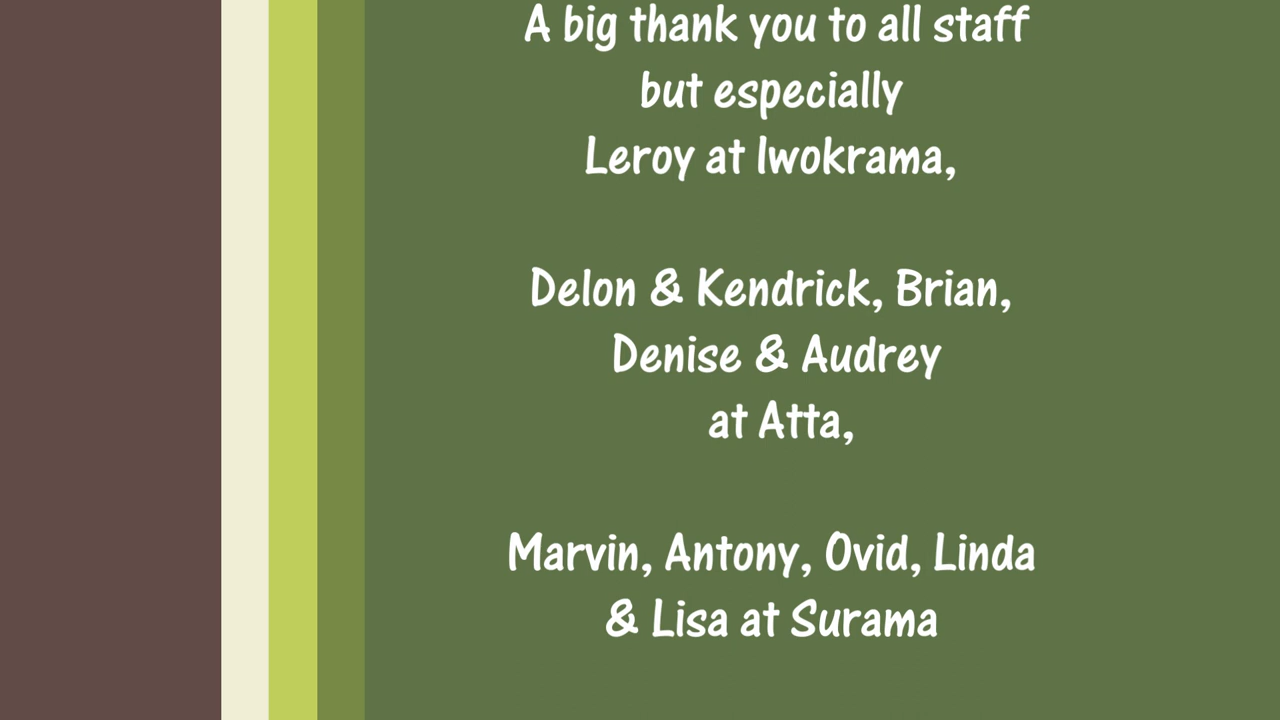 A big thank you to all staff
but especially
Leroy at Iwokrama,
Delon & Kendrick, Brian,
Denise & Audrey
at Atta,
Marvin, Antony, Ovid, Linda
& Lisa at Surama